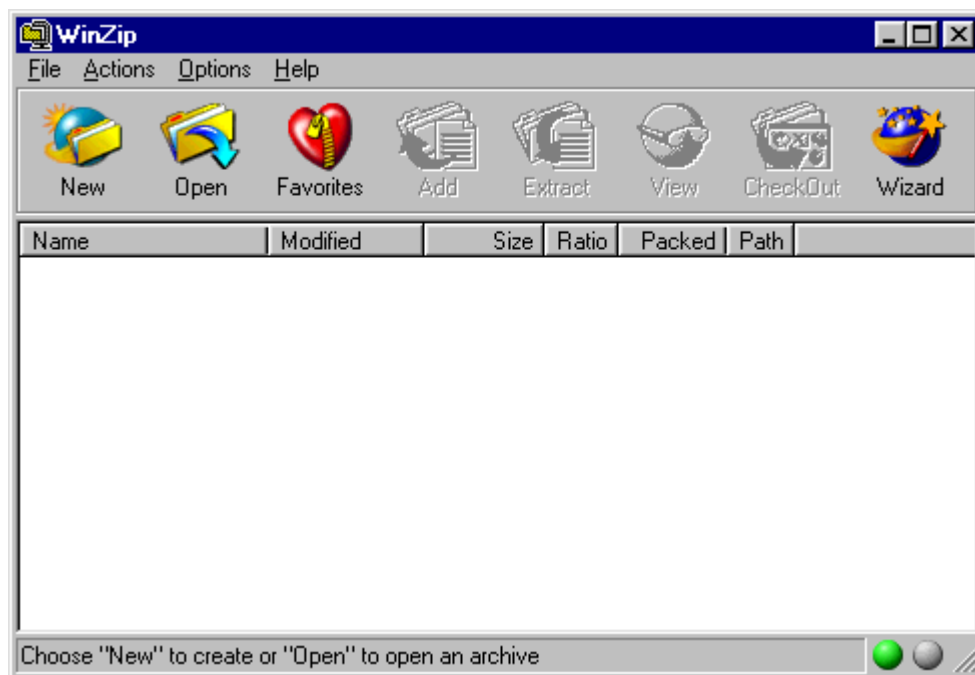 WinZip
File Actions Options Help
New Open Favorites Add Extract View CheckOut Wizard
Name Modified Size Ratio Packed Path
Choose "New" to create or "Open" to open an archive